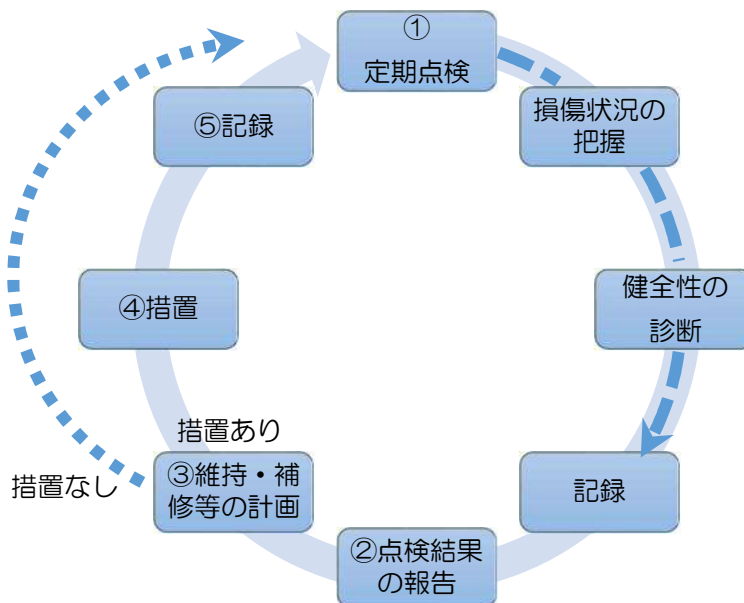 ①
定期点検
損傷状況の
把握
健全性の
診断
記録
②点検結果
の報告
③維持・補
修等の計画
措置あり
措置なし
④措置
⑤記録